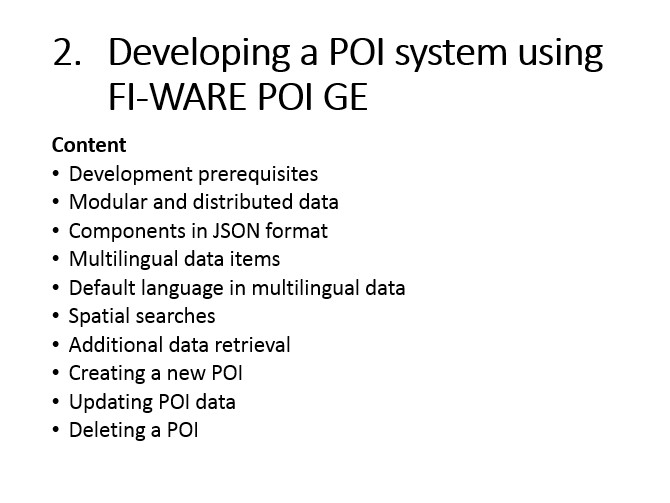 2. Developing a POI system using
FI-WARE POI GE
Content
• Development prerequisites
• Modular and distributed data
• Components in JSON format
• Multilingual data items
• Default language in multilingual data
• Spatial searches
• Additional data retrieval
• Creating a new POI
• Updating POI data
• Deleting a POI